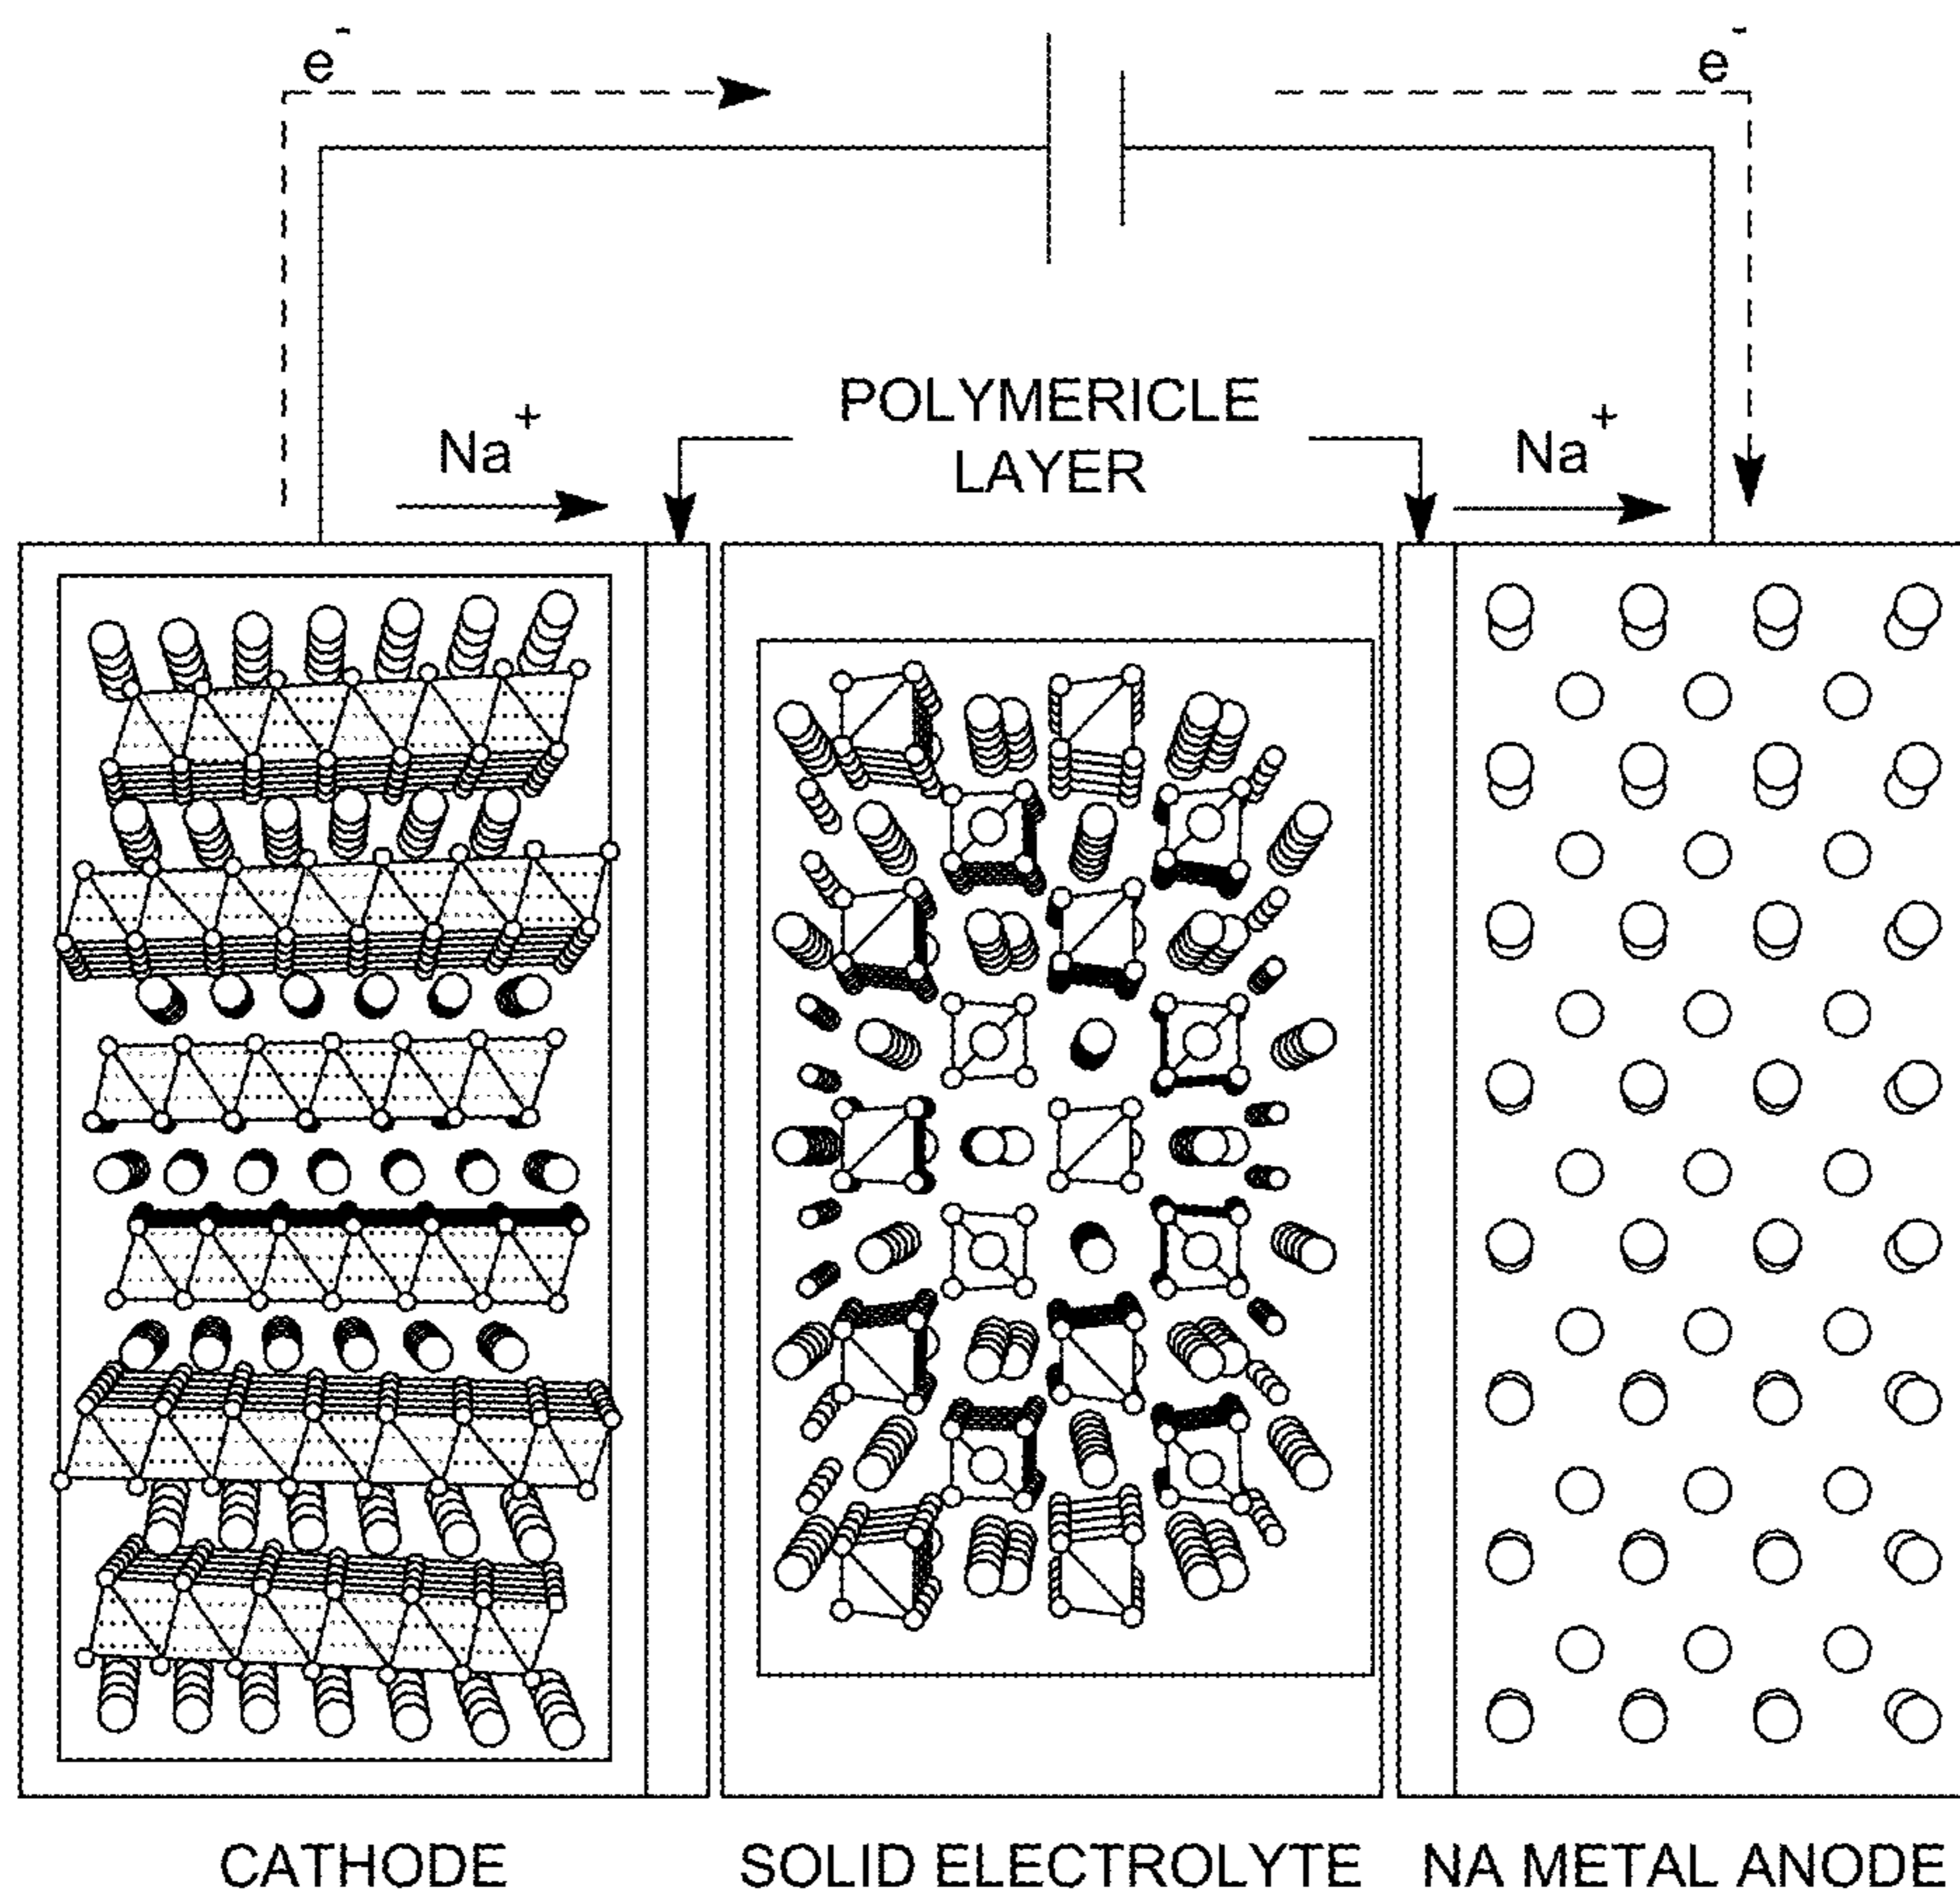 e⁻
e⁻
POLYMERICLE
LAYER
Na⁺
Na⁺
CATHODE
SOLID ELECTROLYTE
NA METAL ANODE